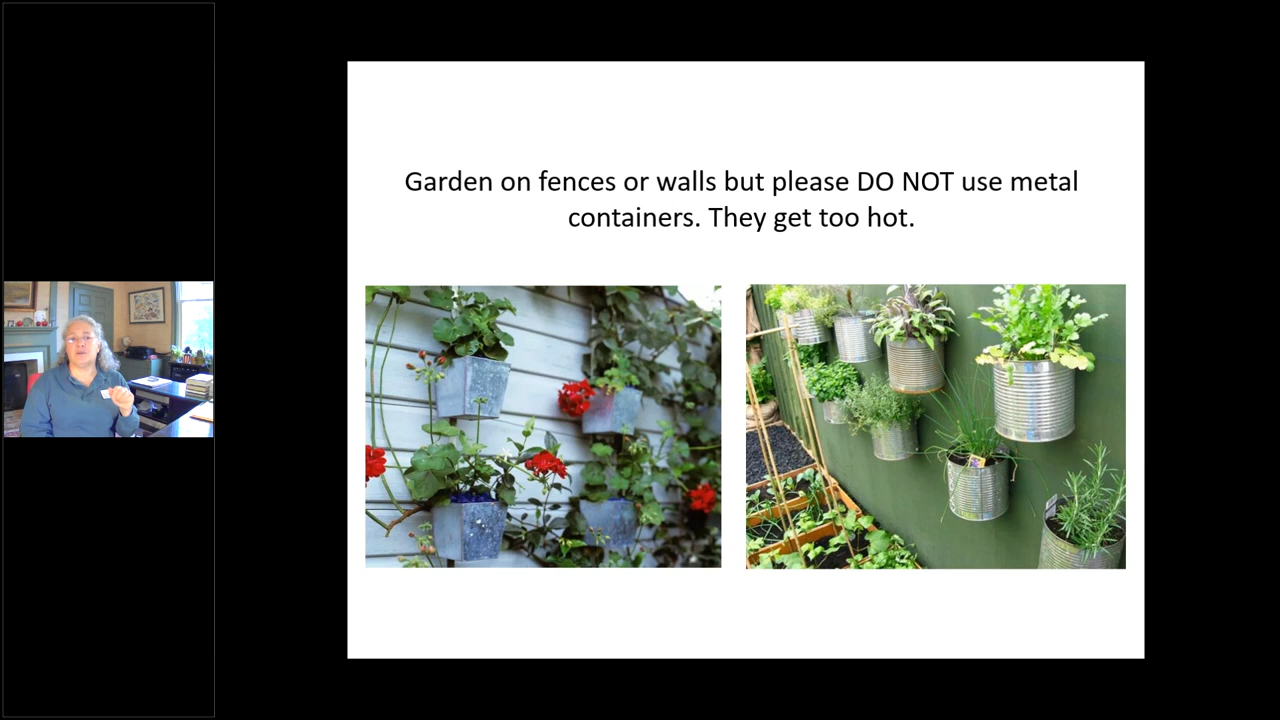 Garden on fences or walls but please DO NOT use metal
containers. They get too hot.